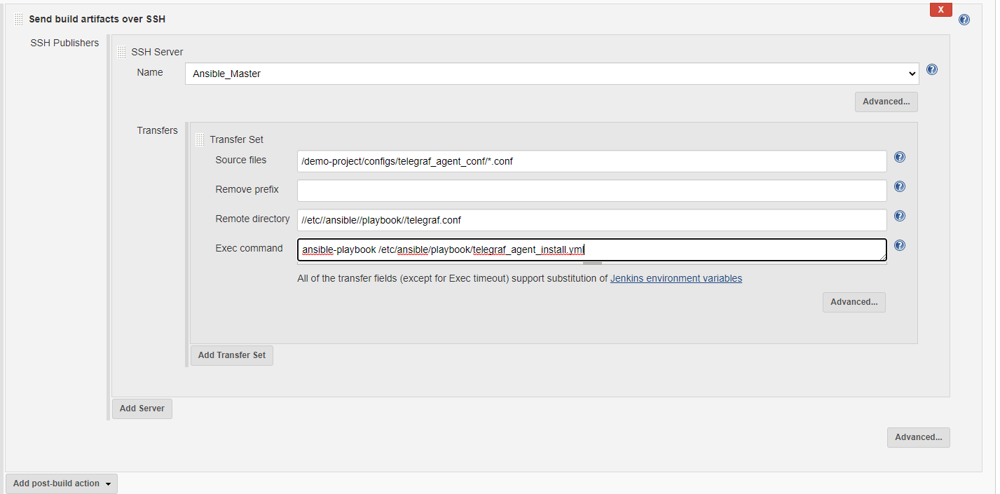 Send build artifacts over SSH
X
?
SSH Publishers
SSH Server
Name
Ansible_Master
?
Advanced...
Transfers
Transfer Set
Source files
/demo-project/configs/telegraf_agent_conf/*.conf
?
Remove prefix
?
Remote directory
//etc//ansible//playbook//telegraf.conf
?
Exec command
ansible-playbook /etc/ansible/playbook/telegraf_agent_install.yml
?
All of the transfer fields (except for Exec timeout) support substitution of Jenkins environment variables
Advanced...
Add Transfer Set
Add Server
Advanced...
Add post-build action